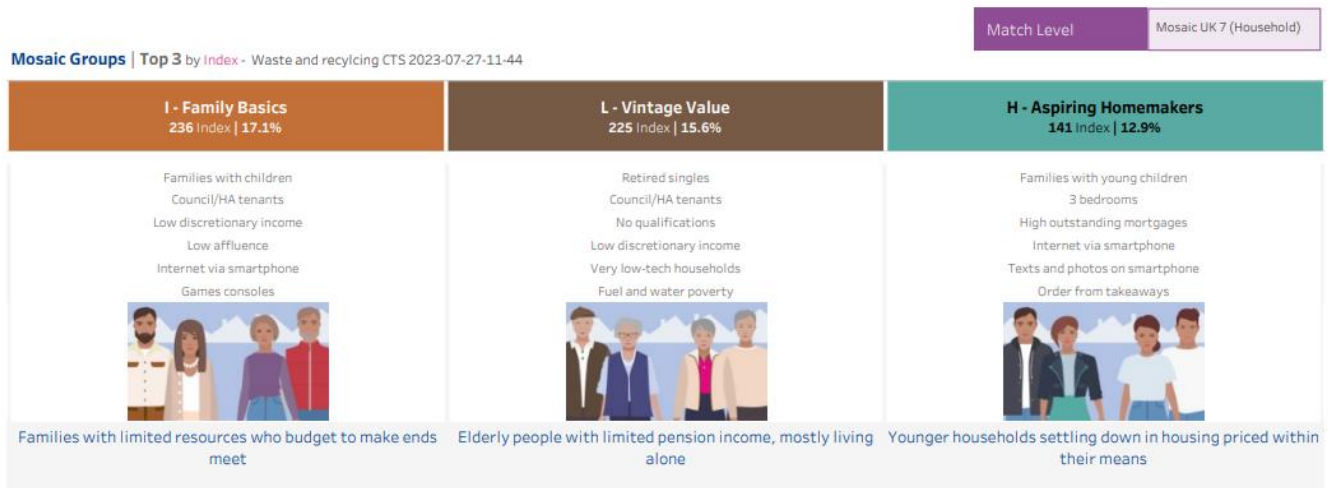 Match Level
Mosaic UK 7 (Household)
Mosaic Groups | Top 3 by Index - Waste and recylcing CTS 2023-07-27-11-44
I - Family Basics
236 Index | 17.1%
Families with children
Council/HA tenants
Low discretionary income
Low affluence
Internet via smartphone
Games consoles
Families with limited resources who budget to make ends
meet
L - Vintage Value
225 Index | 15.6%
Retired singles
Council/HA tenants
No qualifications
Low discretionary income
Very low-tech households
Fuel and water poverty
Elderly people with limited pension income, mostly living
alone
H - Aspiring Homemakers
141 Index | 12.9%
Families with young children
3 bedrooms
High outstanding mortgages
Internet via smartphone
Texts and photos on smartphone
Order from takeaways
Younger households settling down in housing priced within
their means